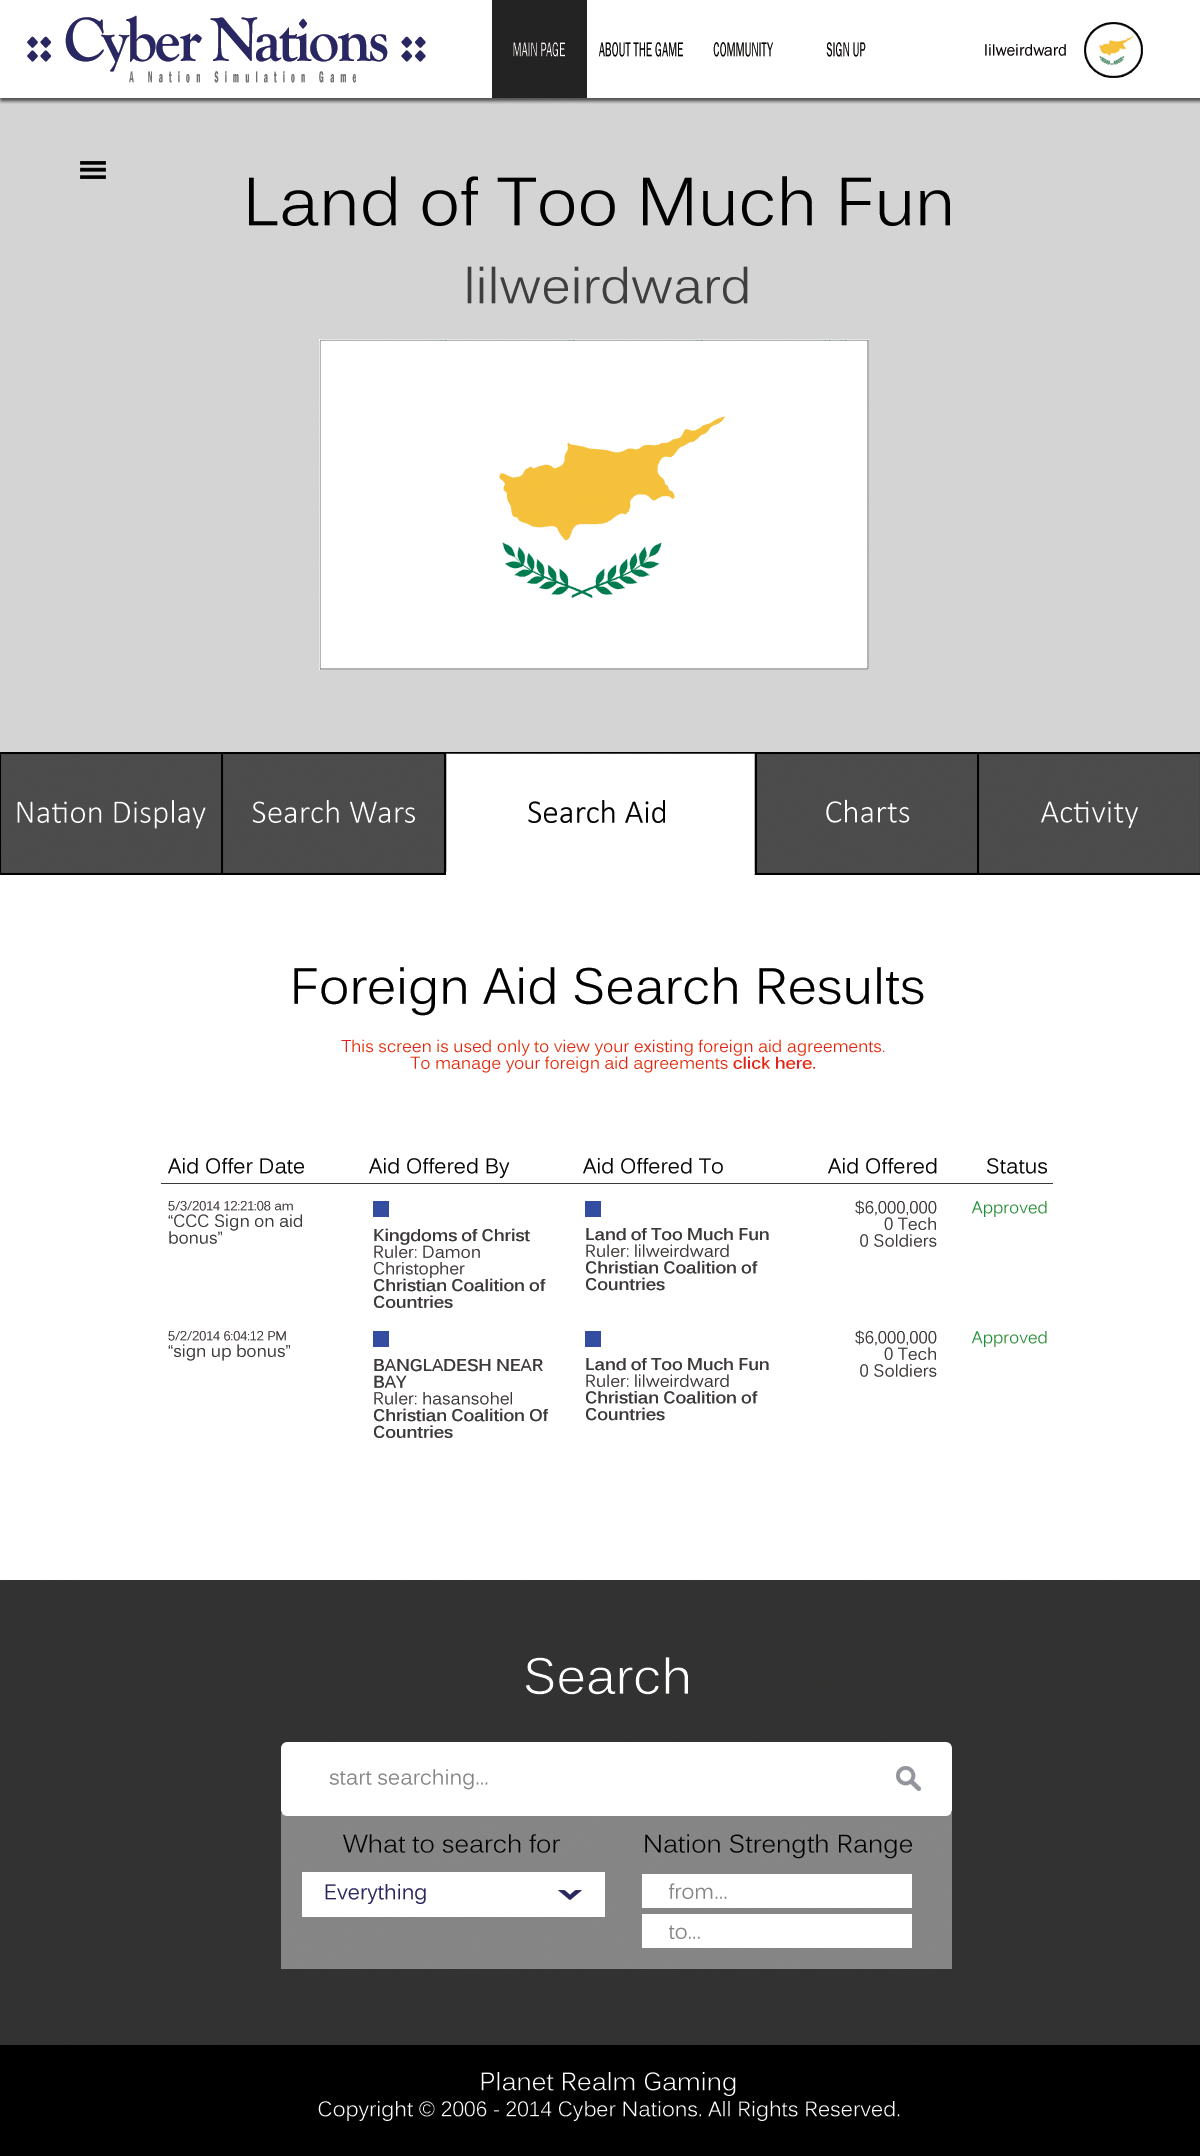 Cyber Nations
A Nation Simulation Game
MAIN PAGE
ABOUT THE GAME
COMMUNITY
SIGN UP
lilweirdward
Land of Too Much Fun
lilweirdward
Nation Display
Search Wars
Search Aid
Charts
Activity
Foreign Aid Search Results
This screen is used only to view your existing foreign aid agreements.
To manage your foreign aid agreements click here.
Aid Offer Date
Aid Offered By
Aid Offered To
Aid Offered
Status
5/3/2014 12:21:08 am
“CCC Sign on aid
bonus”
Kingdoms of Christ
Ruler: Damon
Christopher
Christian Coalition of
Countries
Land of Too Much Fun
Ruler: lilweirdward
Christian Coalition of
Countries
$6,000,000
0 Tech
0 Soldiers
Approved
5/2/2014 6:04:12 PM
“sign up bonus”
BANGLADESH NEAR
BAY
Ruler: hasansohel
Christian Coalition Of
Countries
Land of Too Much Fun
Ruler: lilweirdward
Christian Coalition of
Countries
$6,000,000
0 Tech
0 Soldiers
Approved
Search
start searching...
What to search for
Everything
Nation Strength Range
from...
to...
Planet Realm Gaming
Copyright © 2006 - 2014 Cyber Nations. All Rights Reserved.